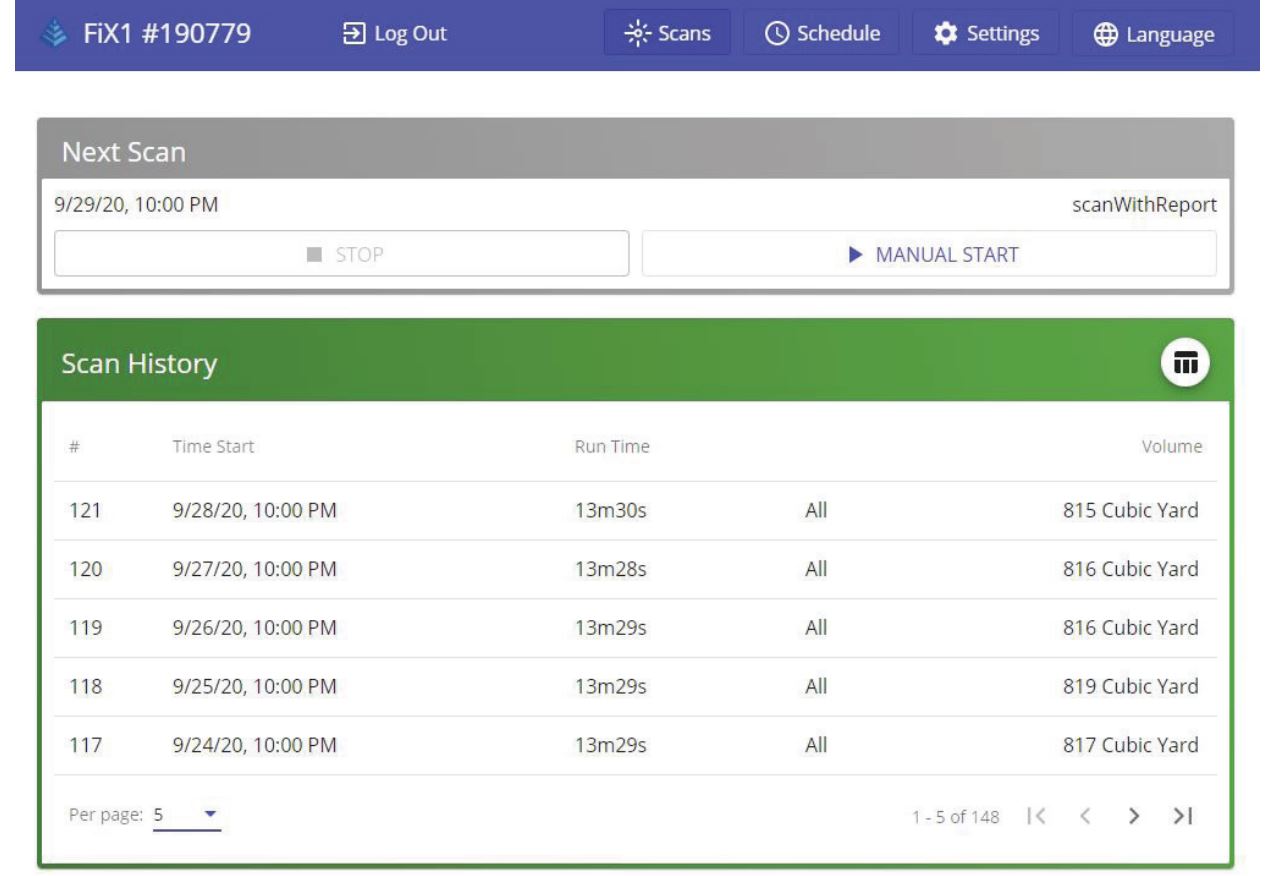 FiX1 #190779 Log Out Scans Schedule Settings Language
Next Scan
9/29/20, 10:00 PM scanWithReport
STOP MANUAL START
Scan History
# Time Start Run Time Volume
121 9/28/20, 10:00 PM 13m30s All 815 Cubic Yard
120 9/27/20, 10:00 PM 13m28s All 816 Cubic Yard
119 9/26/20, 10:00 PM 13m29s All 816 Cubic Yard
118 9/25/20, 10:00 PM 13m29s All 819 Cubic Yard
117 9/24/20, 10:00 PM 13m29s All 817 Cubic Yard
Per page: 5 1 - 5 of 148